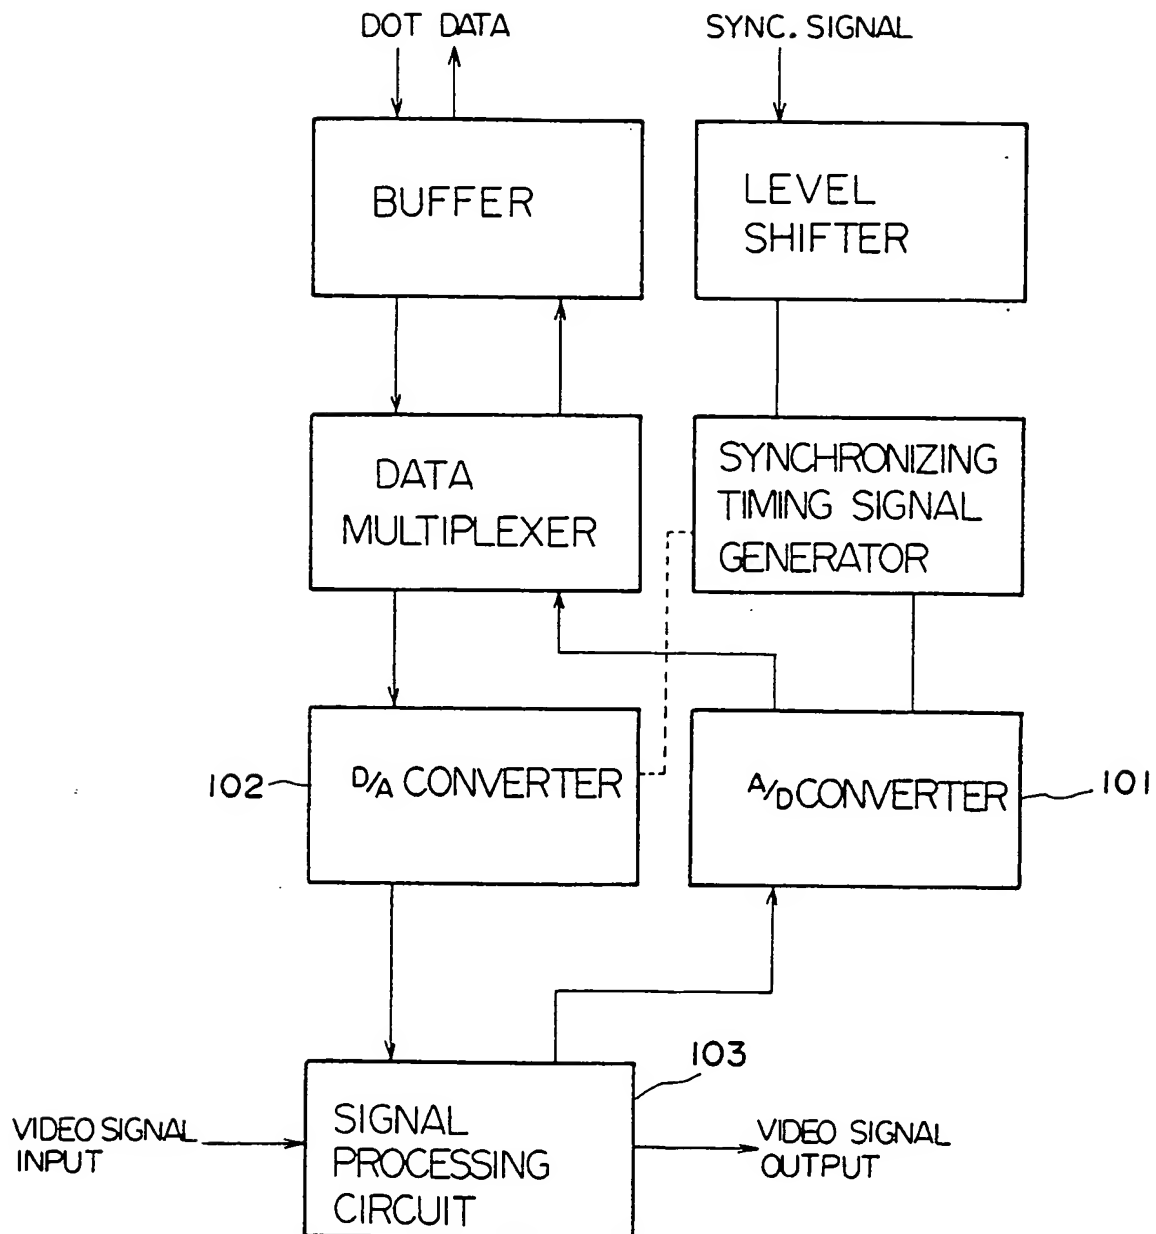 DOT DATA
SYNC. SIGNAL
BUFFER
LEVEL
SHIFTER
DATA
MULTIPLEXER
SYNCHRONIZING
TIMING SIGNAL
GENERATOR
102
D/A CONVERTER
A/D CONVERTER
101
103
VIDEO SIGNAL
INPUT
SIGNAL
PROCESSING
CIRCUIT
VIDEO SIGNAL
OUTPUT